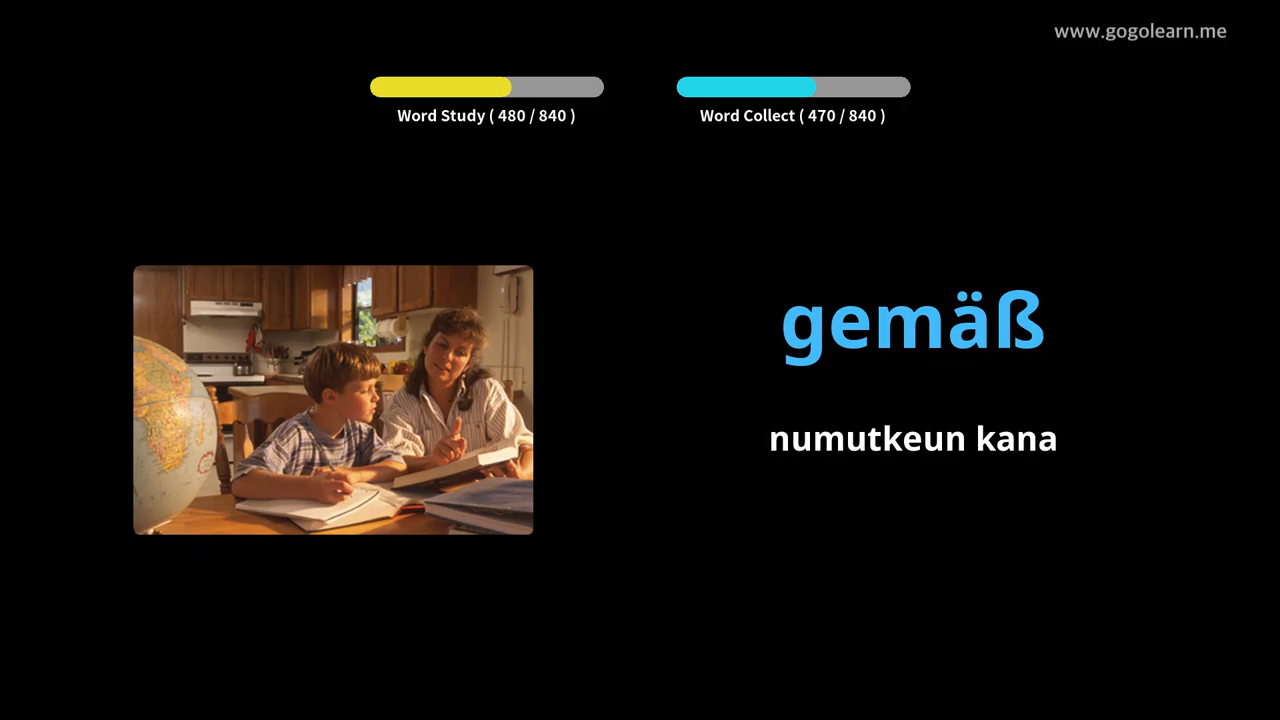 www.gogolearn.me
Word Study ( 480 / 840 )
Word Collect ( 470 / 840 )
gemäß
numutkeun kana